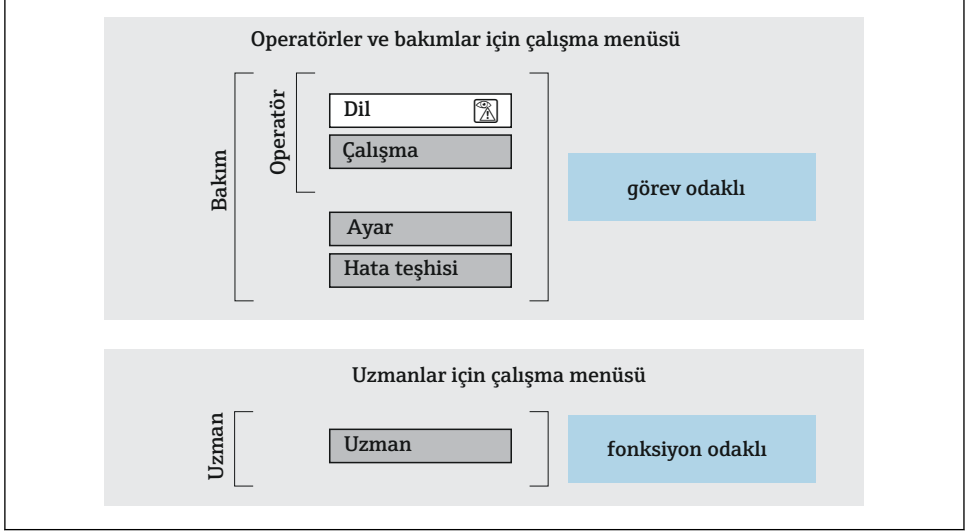 Operatörler ve bakımlar için çalışma menüsü
Bakım
Operatör
Dil
Çalışma
Ayar
Hata teşhisi
görev odaklı
Uzmanlar için çalışma menüsü
Uzman
Uzman
fonksiyon odaklı